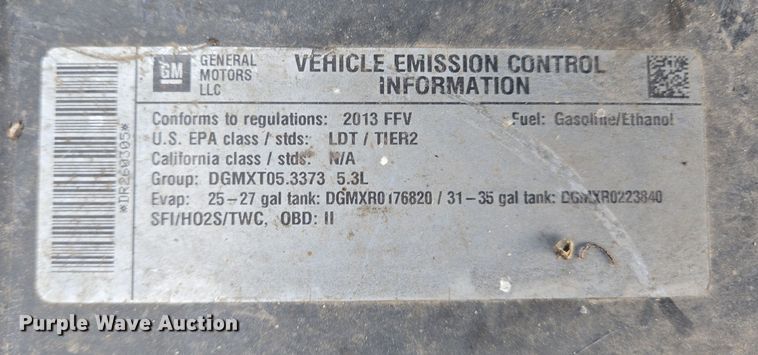 GM
GENERAL
MOTORS
LLC
VEHICLE EMISSION CONTROL
INFORMATION
Conforms to regulations: 2013 FFV Fuel: Gasoline/Ethanol
U.S. EPA class / stds: LDT / TIER2
California class / stds: N/A
Group: DGMXT05.3373 5.3L
Evap: 25-27 gal tank: DGMXR0176820 / 31-35 gal tank: DGMXR0223840
SFI/HO2S/TWC, OBD: II
*DR260305*
Purple Wave Auction